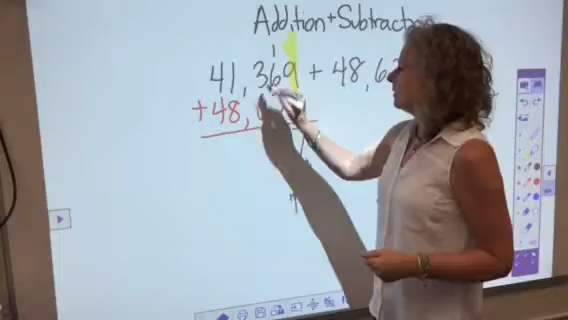 Addition + Subtraction
1
41,369 + 48,6
+ 48,